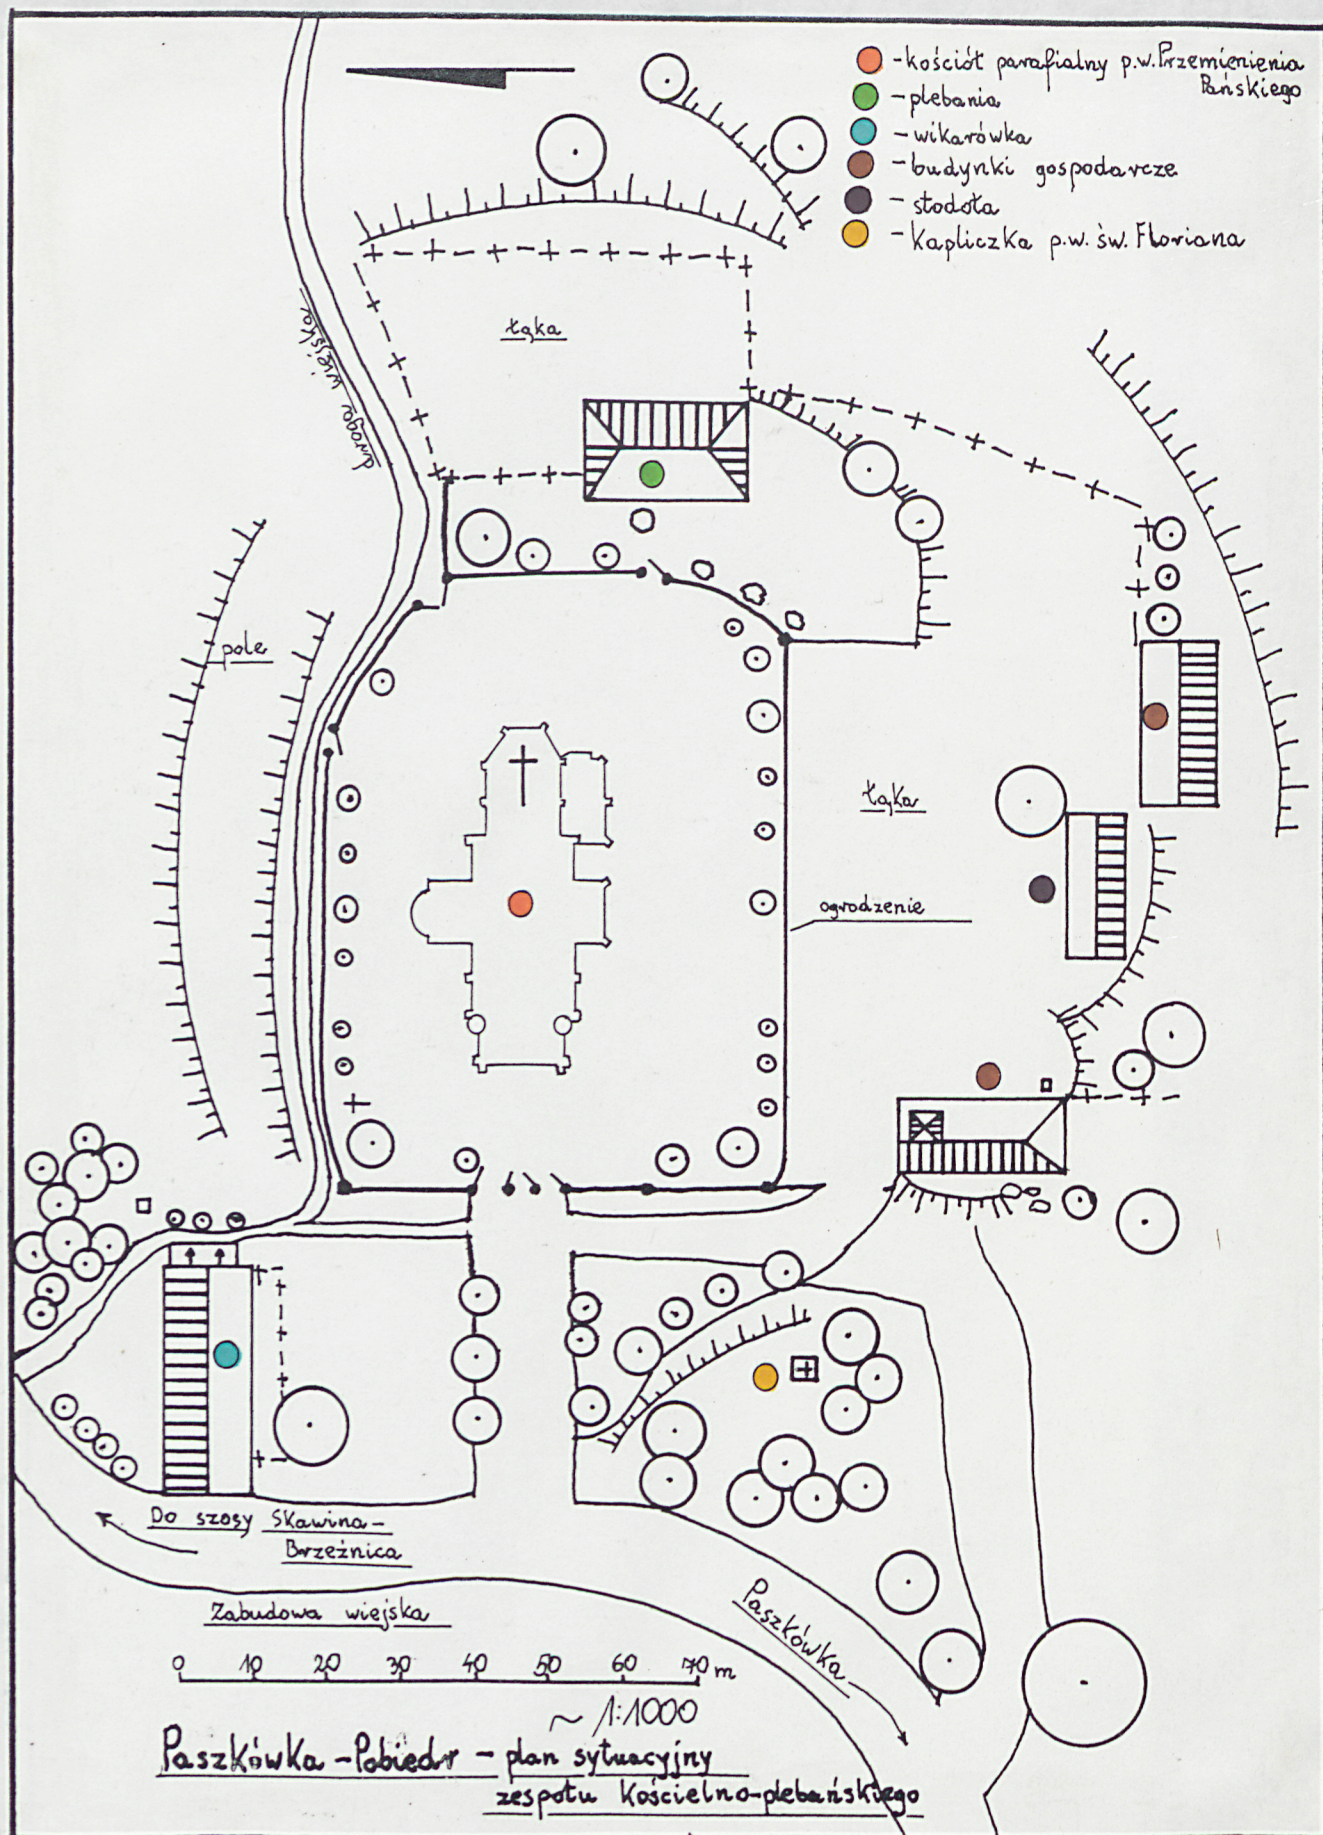 -kościół parafialny p.w. Przemienienia
Pańskiego
-plebania
-wikarówka
-budynki gospodarcze
-stodoła
-kapliczka p.w. św. Floriana
łąka
droga wiejska
pole
łąka
ogrodzenie
Do szosy Skawina-
Brzeźnica
Zabudowa wiejska
Paszkówka
0 10 20 30 40 50 60 70 m
~ 1:1000
Paszkówka - Pobiedr - plan sytuacyjny
zespołu kościelno-plebańskiego